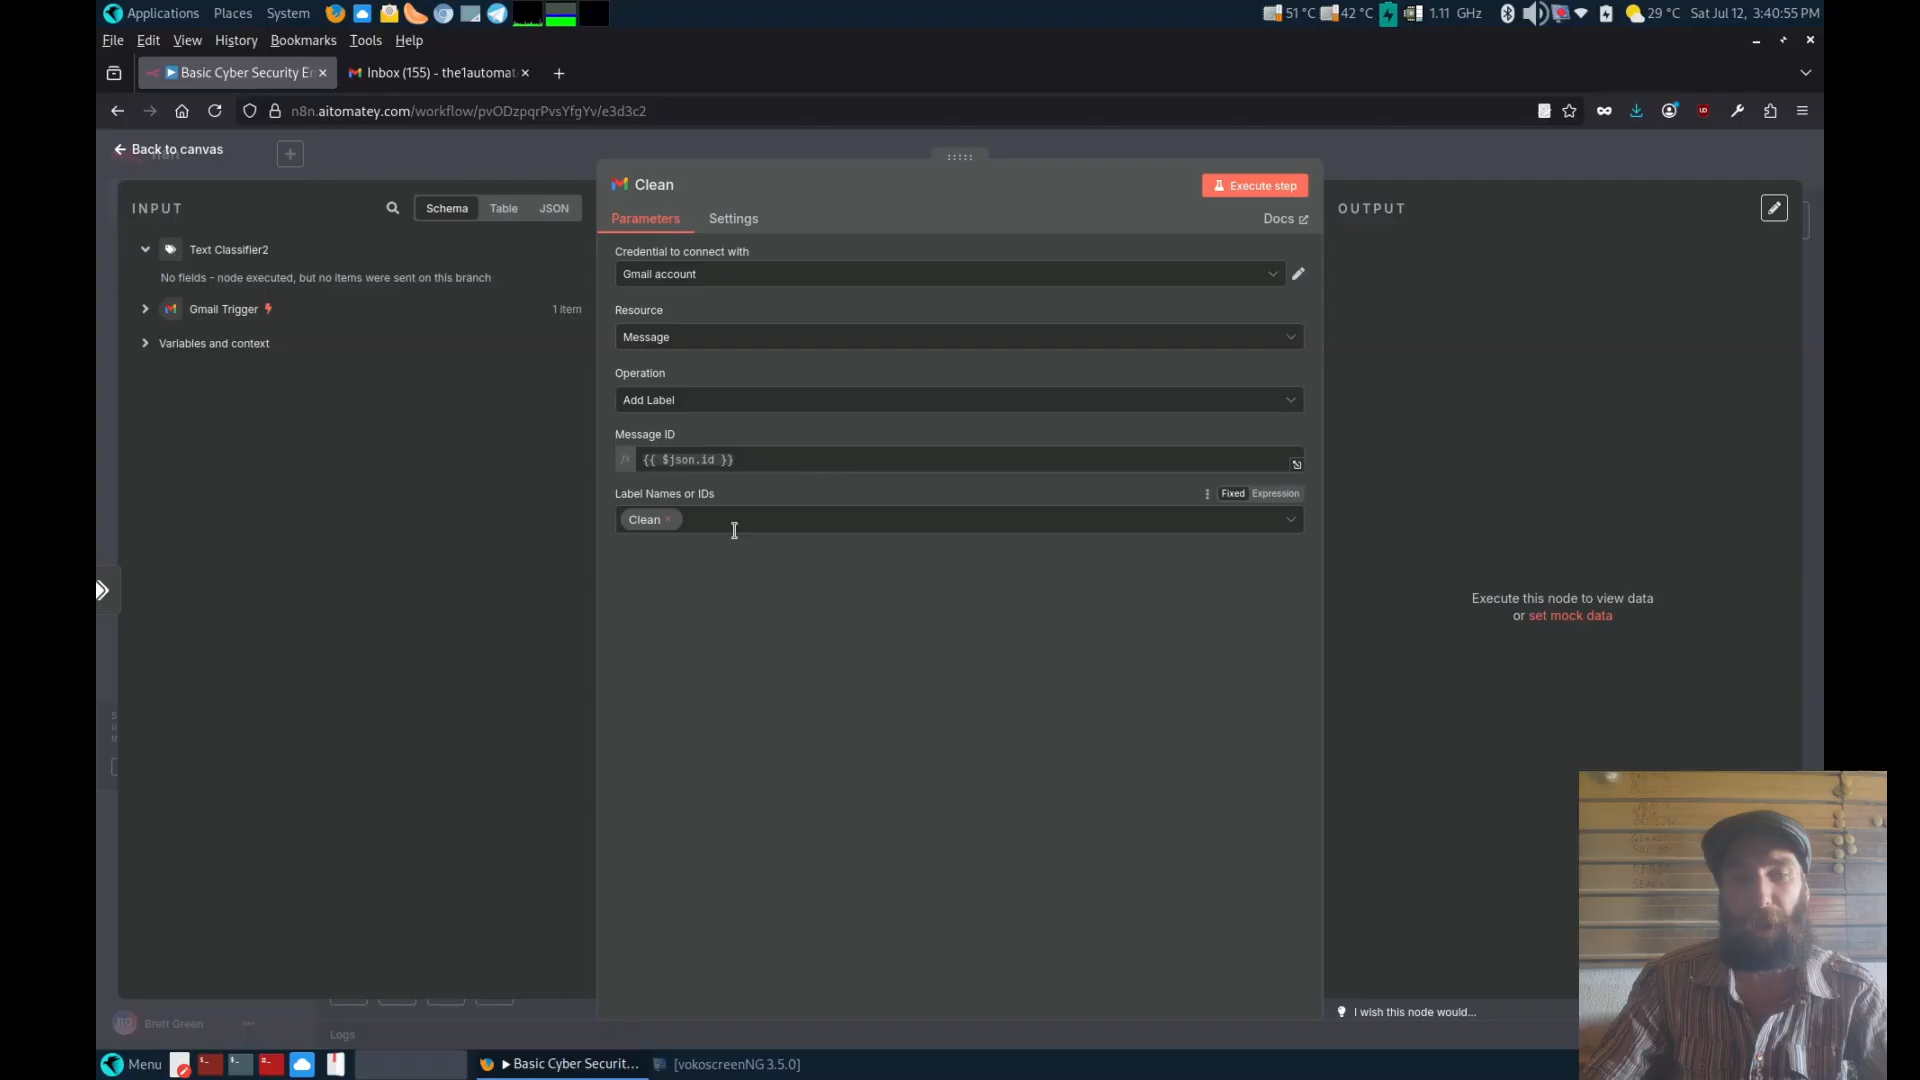 Applications Places System
51 °C 42 °C 1.11 GHz 29 °C Sat Jul 12, 3:40:55 PM
File Edit View History Bookmarks Tools Help
Basic Cyber Security E
Inbox (155) - the1automat
n8n.aitomatey.com/workflow/pvODzpqrPvsYfgYv/e3d3c2
Back to canvas
INPUT
Schema Table JSON
Text Classifier2
No fields - node executed, but no items were sent on this branch
Gmail Trigger 1 item
Variables and context
Clean
Execute step
Parameters Settings Docs
Credential to connect with
Gmail account
Resource
Message
Operation
Add Label
Message ID
fx {{ $json.id }}
Label Names or IDs Fixed Expression
Clean
OUTPUT
Execute this node to view data
or set mock data
I wish this node would...
Brett Green
Logs
Menu
Basic Cyber Securit...
[vokoscreenNG 3.5.0]